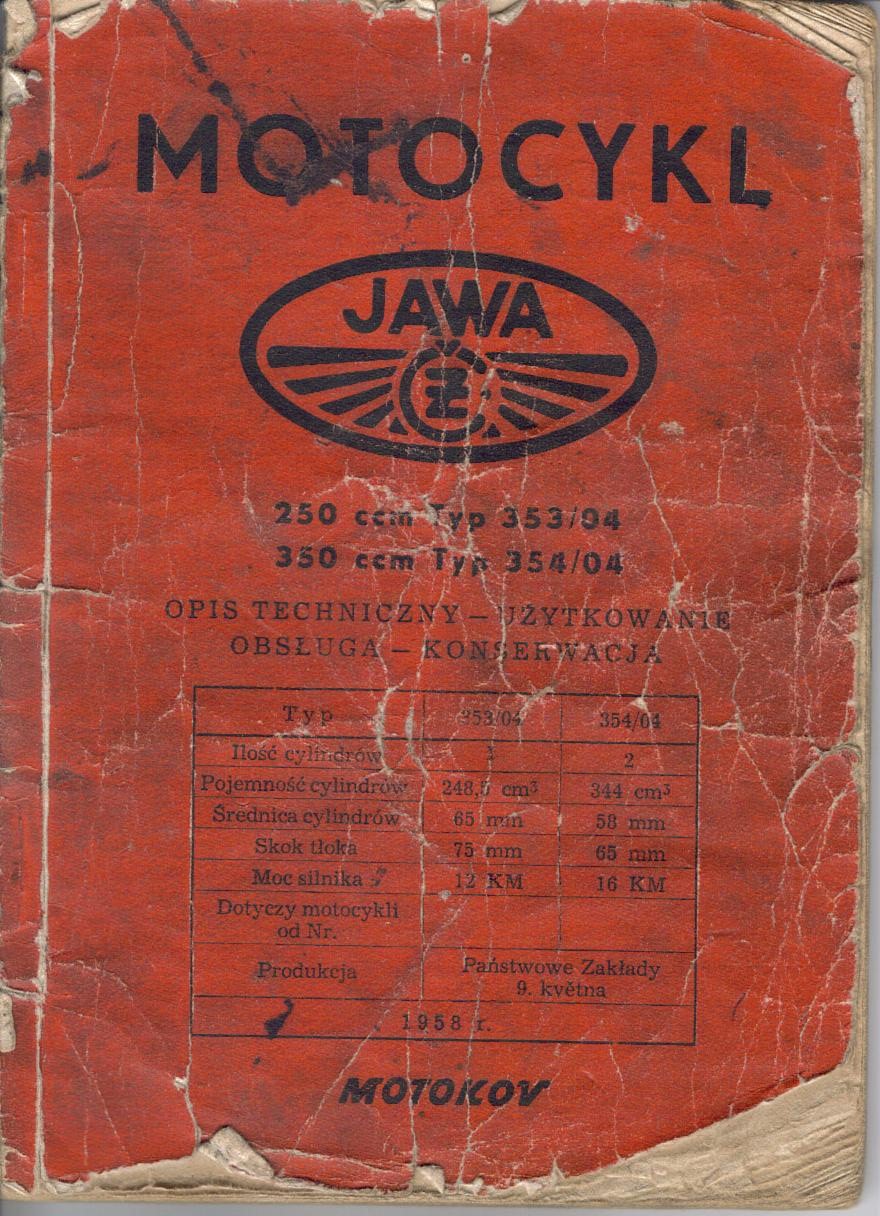 MOTOCYKL
JAWA
ČZ
250 ccm Typ 353/04
350 ccm Typ 354/04
OPIS TECHNICZNY – UŻYTKOWANIE
OBSŁUGA – KONSERWACJA
Typ 353/04 354/04
Ilość cylindrów 1 2
Pojemność cylindrów 248,5 cm³ 344 cm³
Średnica cylindrów 65 mm 58 mm
Skok tłoka 75 mm 65 mm
Moc silnika 12 KM 16 KM
Dotyczy motocykli
od Nr.
Produkcja Państwowe Zakłady
9. května
1958 r.
MOTOKOV